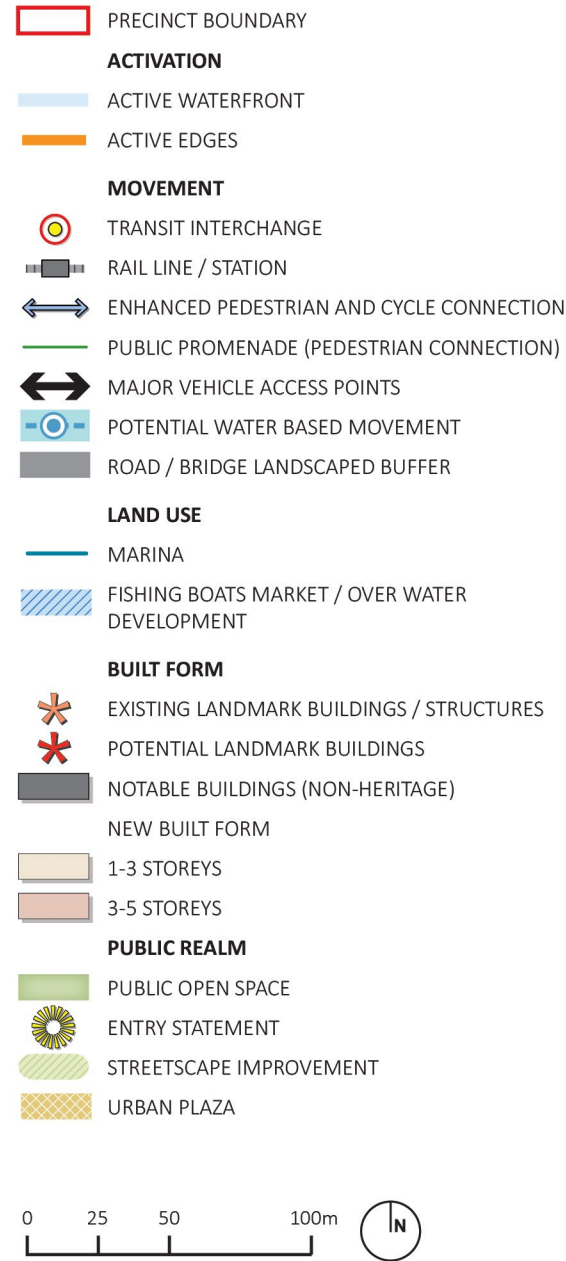 PRECINCT BOUNDARY
ACTIVATION
ACTIVE WATERFRONT
ACTIVE EDGES
MOVEMENT
TRANSIT INTERCHANGE
RAIL LINE / STATION
ENHANCED PEDESTRIAN AND CYCLE CONNECTION
PUBLIC PROMENADE (PEDESTRIAN CONNECTION)
MAJOR VEHICLE ACCESS POINTS
POTENTIAL WATER BASED MOVEMENT
ROAD / BRIDGE LANDSCAPED BUFFER
LAND USE
MARINA
FISHING BOATS MARKET / OVER WATER
DEVELOPMENT
BUILT FORM
EXISTING LANDMARK BUILDINGS / STRUCTURES
POTENTIAL LANDMARK BUILDINGS
NOTABLE BUILDINGS (NON-HERITAGE)
NEW BUILT FORM
1-3 STOREYS
3-5 STOREYS
PUBLIC REALM
PUBLIC OPEN SPACE
ENTRY STATEMENT
STREETSCAPE IMPROVEMENT
URBAN PLAZA
0 25 50 100m
N